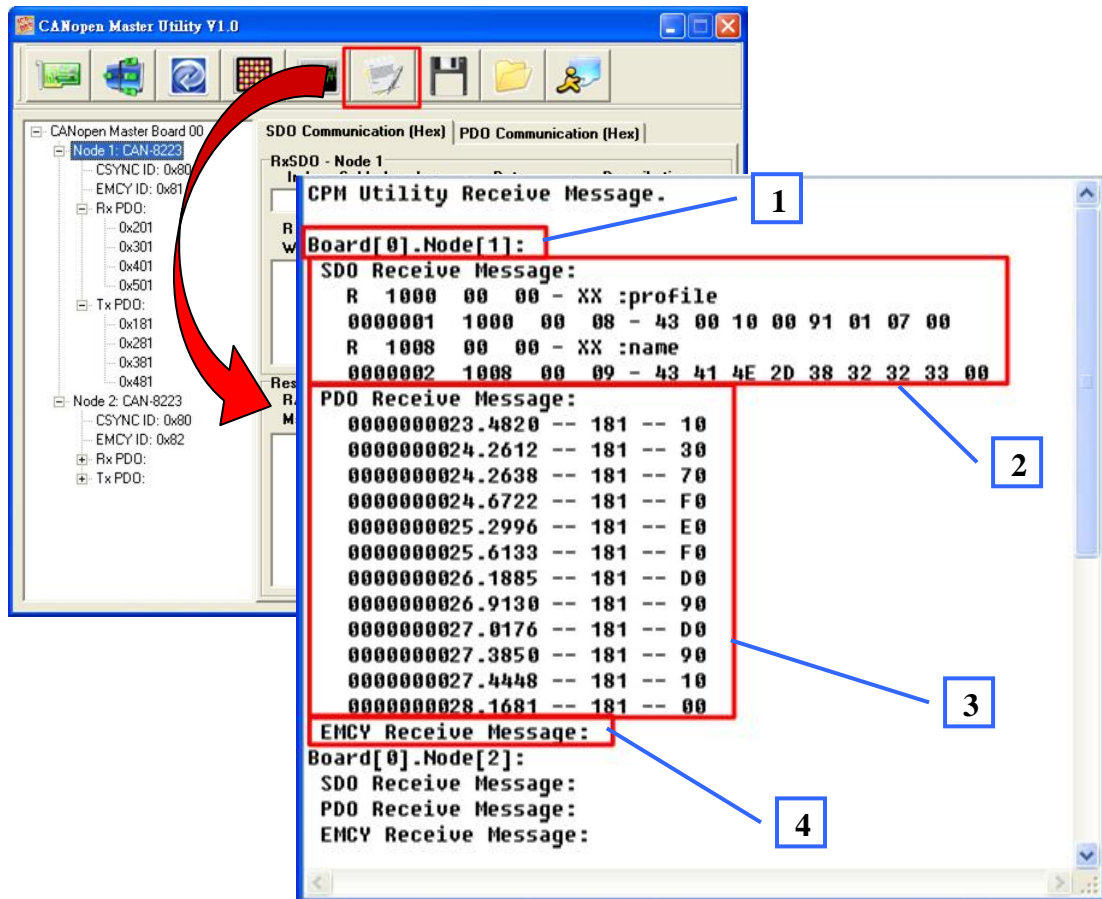 CANopen Master Utility V1.0
CANopen Master Board 00
Node 1: CAN-8223
CSYNC ID: 0x80
EMCY ID: 0x81
Rx PDO:
0x201
0x301
0x401
0x501
Tx PDO:
0x181
0x281
0x381
0x481
Node 2: CAN-8223
CSYNC ID: 0x80
EMCY ID: 0x82
Rx PDO:
Tx PDO:
SDO Communication (Hex) PDO Communication (Hex)
RxSDO - Node 1
R
W
Res
CPM Utility Receive Message.
Board[0].Node[1]:
SDO Receive Message:
R 1000 00 00 - XX :profile
0000001 1000 00 08 - 43 00 10 00 91 01 07 00
R 1008 00 00 - XX :name
0000002 1008 00 09 - 43 41 4E 2D 38 32 32 33 00
PDO Receive Message:
0000000023.4820 -- 181 -- 10
0000000024.2612 -- 181 -- 30
0000000024.2638 -- 181 -- 70
0000000024.6722 -- 181 -- F0
0000000025.2996 -- 181 -- E0
0000000025.6133 -- 181 -- F0
0000000026.1885 -- 181 -- D0
0000000026.9130 -- 181 -- 90
0000000027.0176 -- 181 -- D0
0000000027.3850 -- 181 -- 90
0000000027.4448 -- 181 -- 10
0000000028.1681 -- 181 -- 00
EMCY Receive Message:
Board[0].Node[2]:
SDO Receive Message:
PDO Receive Message:
EMCY Receive Message:
1
2
3
4